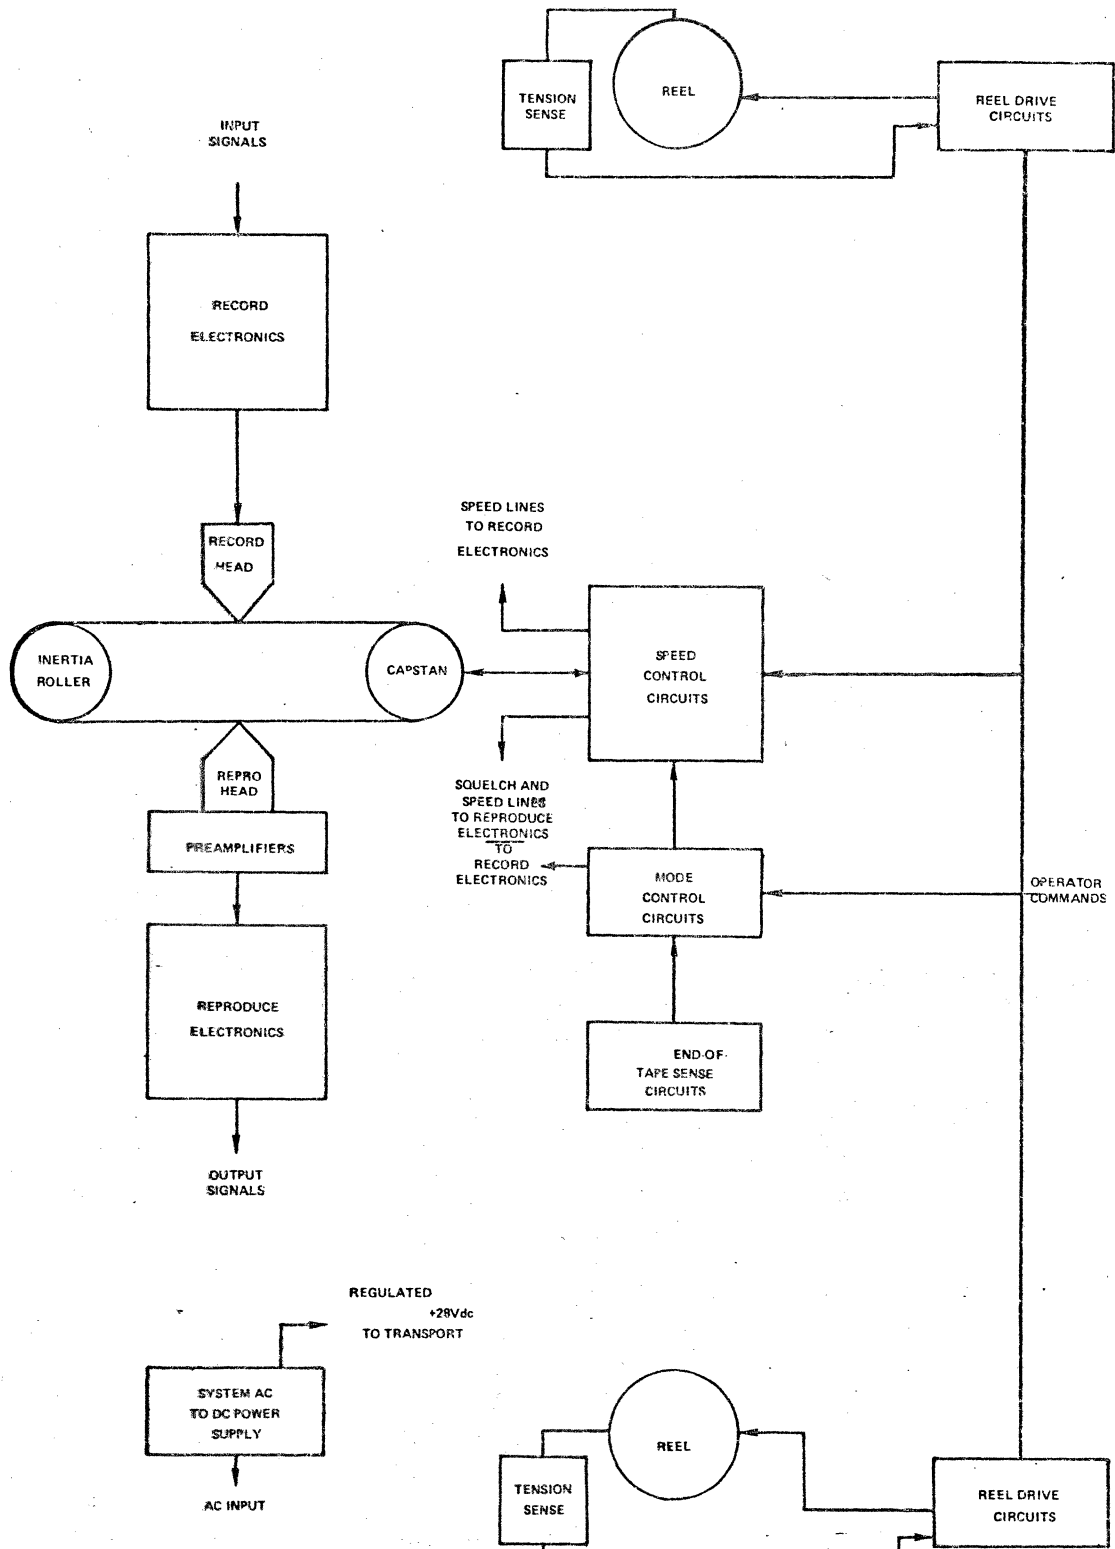 TENSION
SENSE
REEL
REEL DRIVE
CIRCUITS
INPUT
SIGNALS
RECORD
ELECTRONICS
RECORD
HEAD
SPEED LINES
TO RECORD
ELECTRONICS
INERTIA
ROLLER
CAPSTAN
SPEED
CONTROL
CIRCUITS
REPRO
HEAD
PREAMPLIFIERS
SQUELCH AND
SPEED LINES
TO REPRODUCE
ELECTRONICS
TO
RECORD
ELECTRONICS
MODE
CONTROL
CIRCUITS
OPERATOR
COMMANDS
REPRODUCE
ELECTRONICS
END-OF-
TAPE SENSE
CIRCUITS
OUTPUT
SIGNALS
REGULATED
+28Vdc
TO TRANSPORT
SYSTEM AC
TO DC POWER
SUPPLY
AC INPUT
TENSION
SENSE
REEL
REEL DRIVE
CIRCUITS